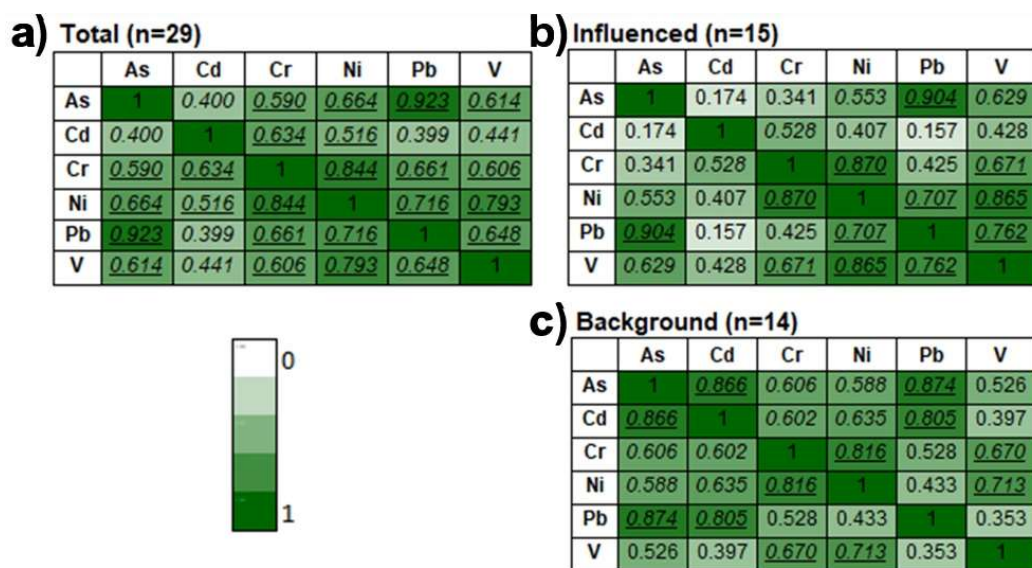 a) Total (n=29)
As Cd Cr Ni Pb V
As 1 0.400 0.590 0.664 0.923 0.614
Cd 0.400 1 0.634 0.516 0.399 0.441
Cr 0.590 0.634 1 0.844 0.661 0.606
Ni 0.664 0.516 0.844 1 0.716 0.793
Pb 0.923 0.399 0.661 0.716 1 0.648
V 0.614 0.441 0.606 0.793 0.648 1
b) Influenced (n=15)
As Cd Cr Ni Pb V
As 1 0.174 0.341 0.553 0.904 0.629
Cd 0.174 1 0.528 0.407 0.157 0.428
Cr 0.341 0.528 1 0.870 0.425 0.671
Ni 0.553 0.407 0.870 1 0.707 0.865
Pb 0.904 0.157 0.425 0.707 1 0.762
V 0.629 0.428 0.671 0.865 0.762 1
0
1
c) Background (n=14)
As Cd Cr Ni Pb V
As 1 0.866 0.606 0.588 0.874 0.526
Cd 0.866 1 0.602 0.635 0.805 0.397
Cr 0.606 0.602 1 0.816 0.528 0.670
Ni 0.588 0.635 0.816 1 0.433 0.713
Pb 0.874 0.805 0.528 0.433 1 0.353
V 0.526 0.397 0.670 0.713 0.353 1